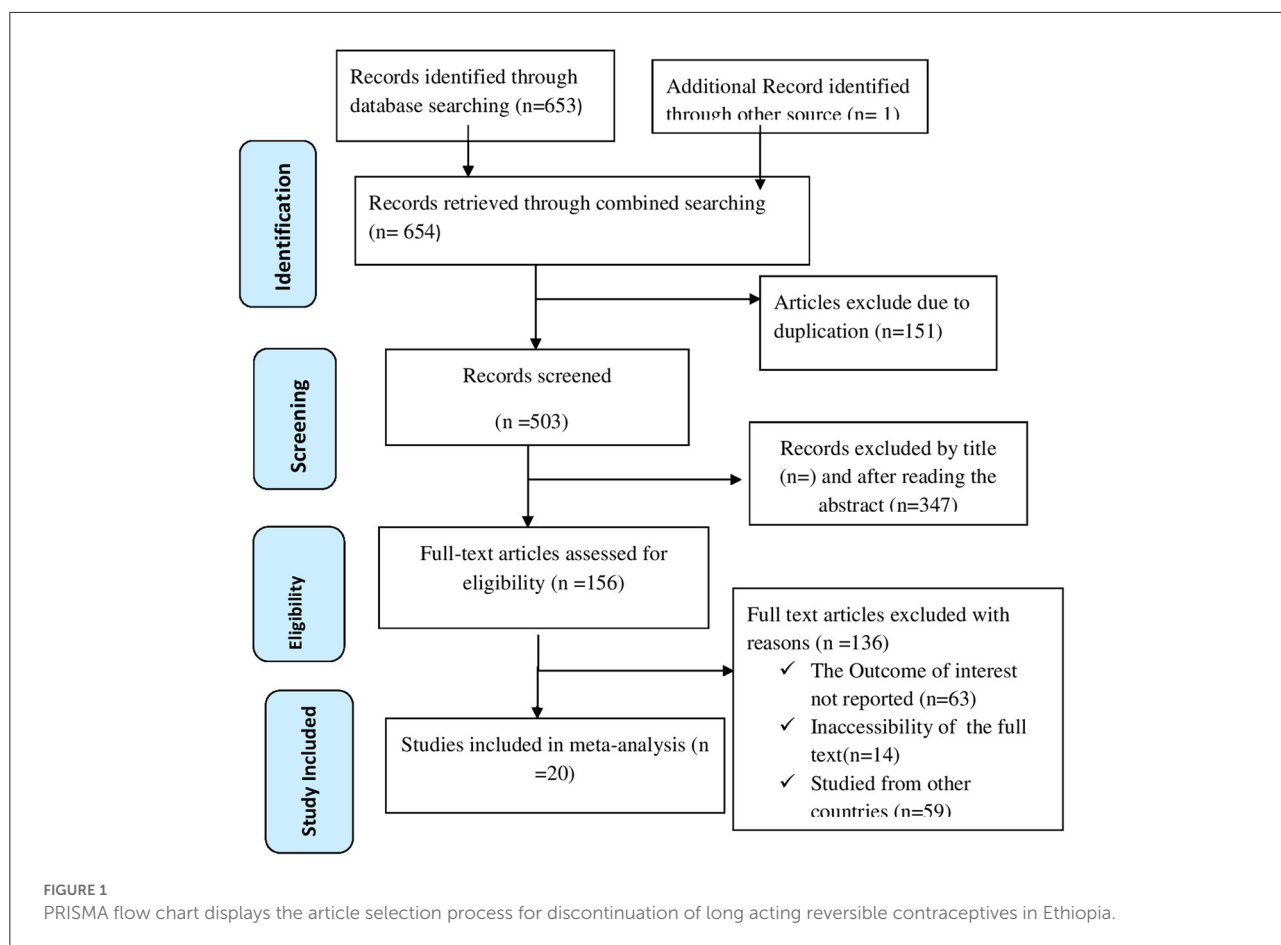 Records identified through
database searching (n=653)
Additional Record identified
through other source (n= 1)
Identification
Records retrieved through combined searching
(n= 654)
Articles exclude due to
duplication (n=151)
Screening
Records screened
(n =503)
Records excluded by title
(n=) and after reading the
abstract (n=347)
Eligibility
Full-text articles assessed for
eligibility (n =156)
Full text articles excluded with
reasons (n =136)
✓ The Outcome of interest
not reported (n=63)
✓ Inaccessibility of the full
text(n=14)
✓ Studied from other
countries (n=59)
Study Included
Studies included in meta-analysis (n
=20)
FIGURE 1
PRISMA flow chart displays the article selection process for discontinuation of long acting reversible contraceptives in Ethiopia.